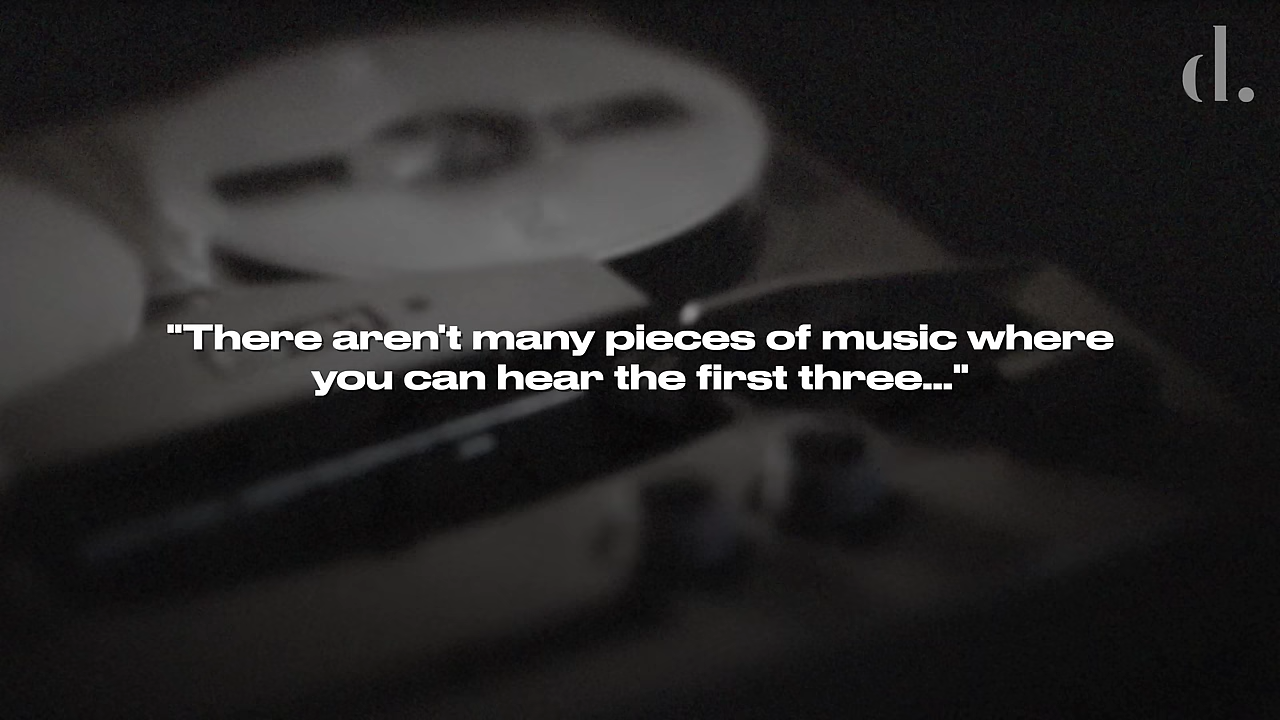 d.
"There aren't many pieces of music where
you can hear the first three..."